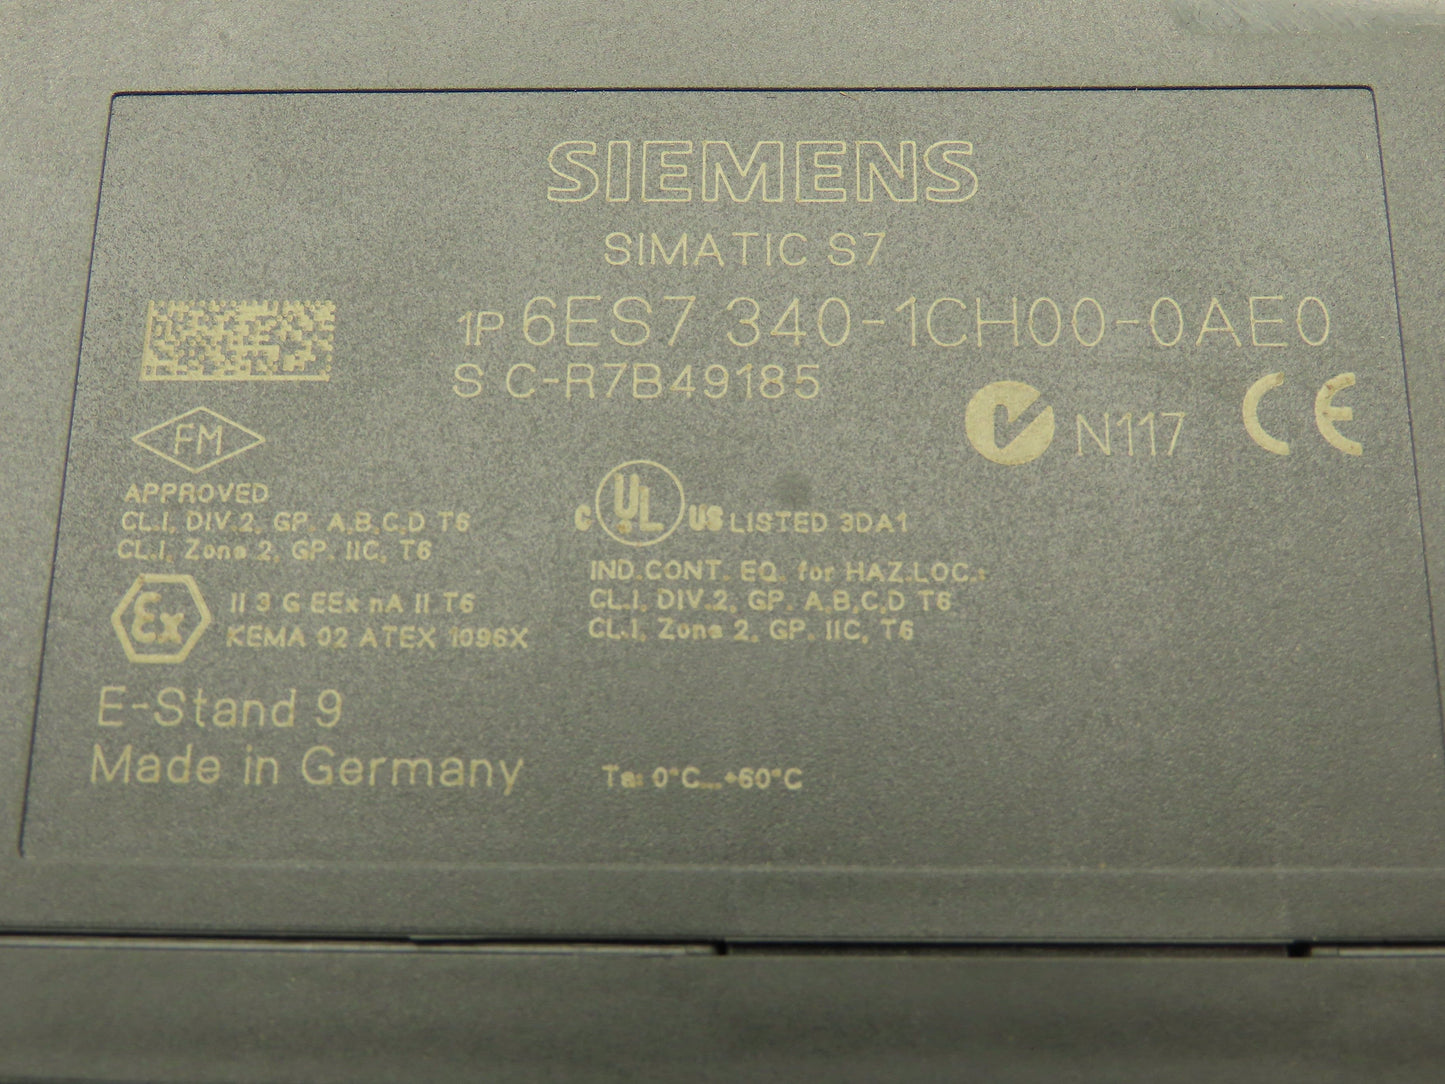 SIEMENS
SIMATIC S7
1P 6ES7 340-1CH00-0AE0
S C-R7B49185
N117 CE
FM
APPROVED
CL.I, DIV.2, GP. A,B,C,D T6
CL.I, Zone 2, GP. IIC, T6
C UL US LISTED 3DA1
IND.CONT. EQ. for HAZ.LOC.:
CL.I, DIV.2, GP. A,B,C,D T6
CL.I, Zone 2, GP. IIC, T6
Ex II 3 G EEx nA II T6
KEMA 02 ATEX 1096X
E-Stand 9
Made in Germany
Ta: 0°C...+60°C